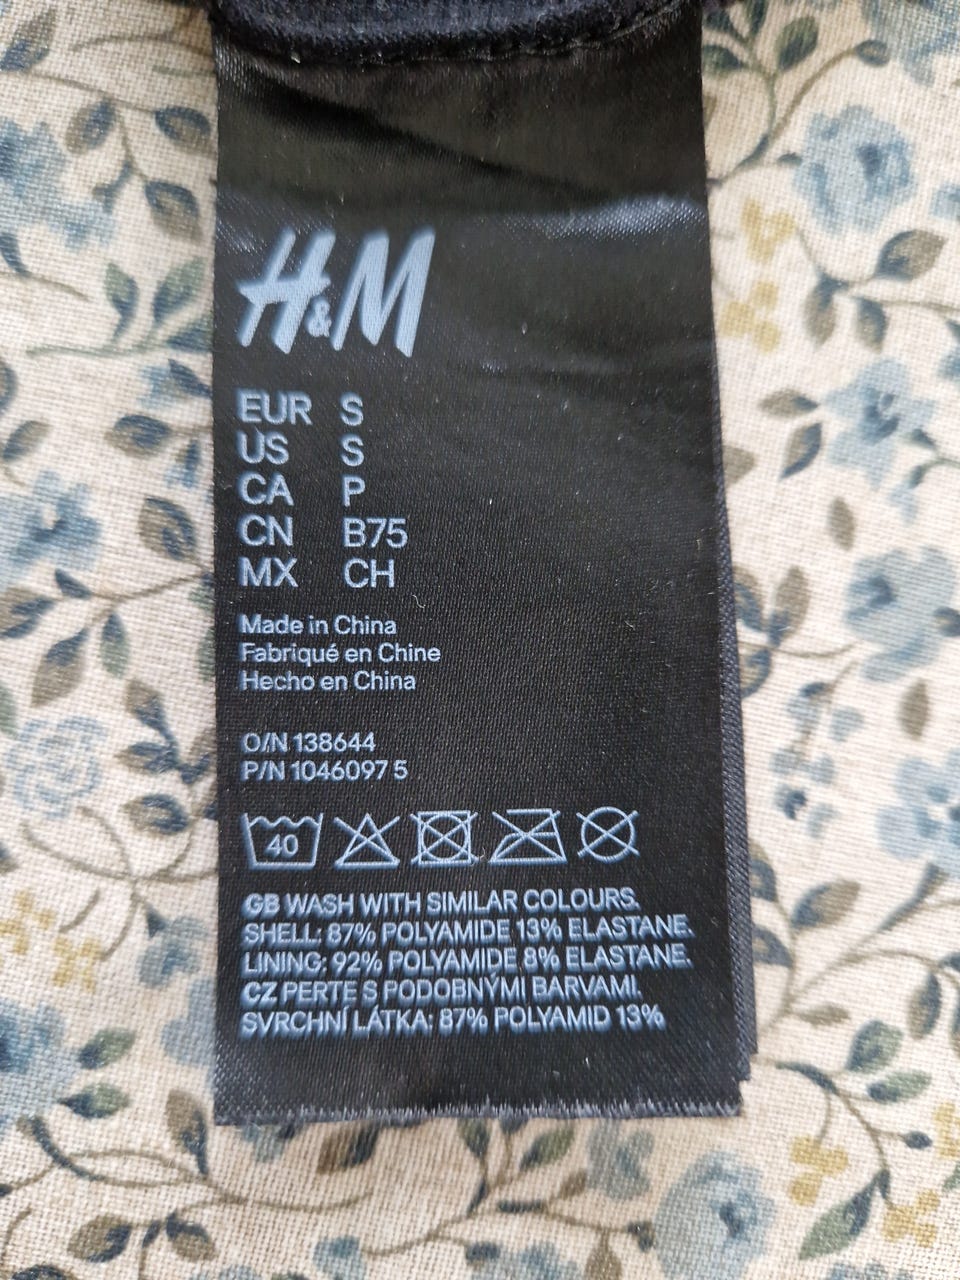 H&M
EUR S
US S
CA P
CN B75
MX CH
Made in China
Fabriqué en Chine
Hecho en China
O/N 138644
P/N 1046097 5
40
GB WASH WITH SIMILAR COLOURS.
SHELL: 87% POLYAMIDE 13% ELASTANE.
LINING: 92% POLYAMIDE 8% ELASTANE.
CZ PERTE S PODOBNÝMI BARVAMI.
SVRCHNÍ LÁTKA: 87% POLYAMID 13%